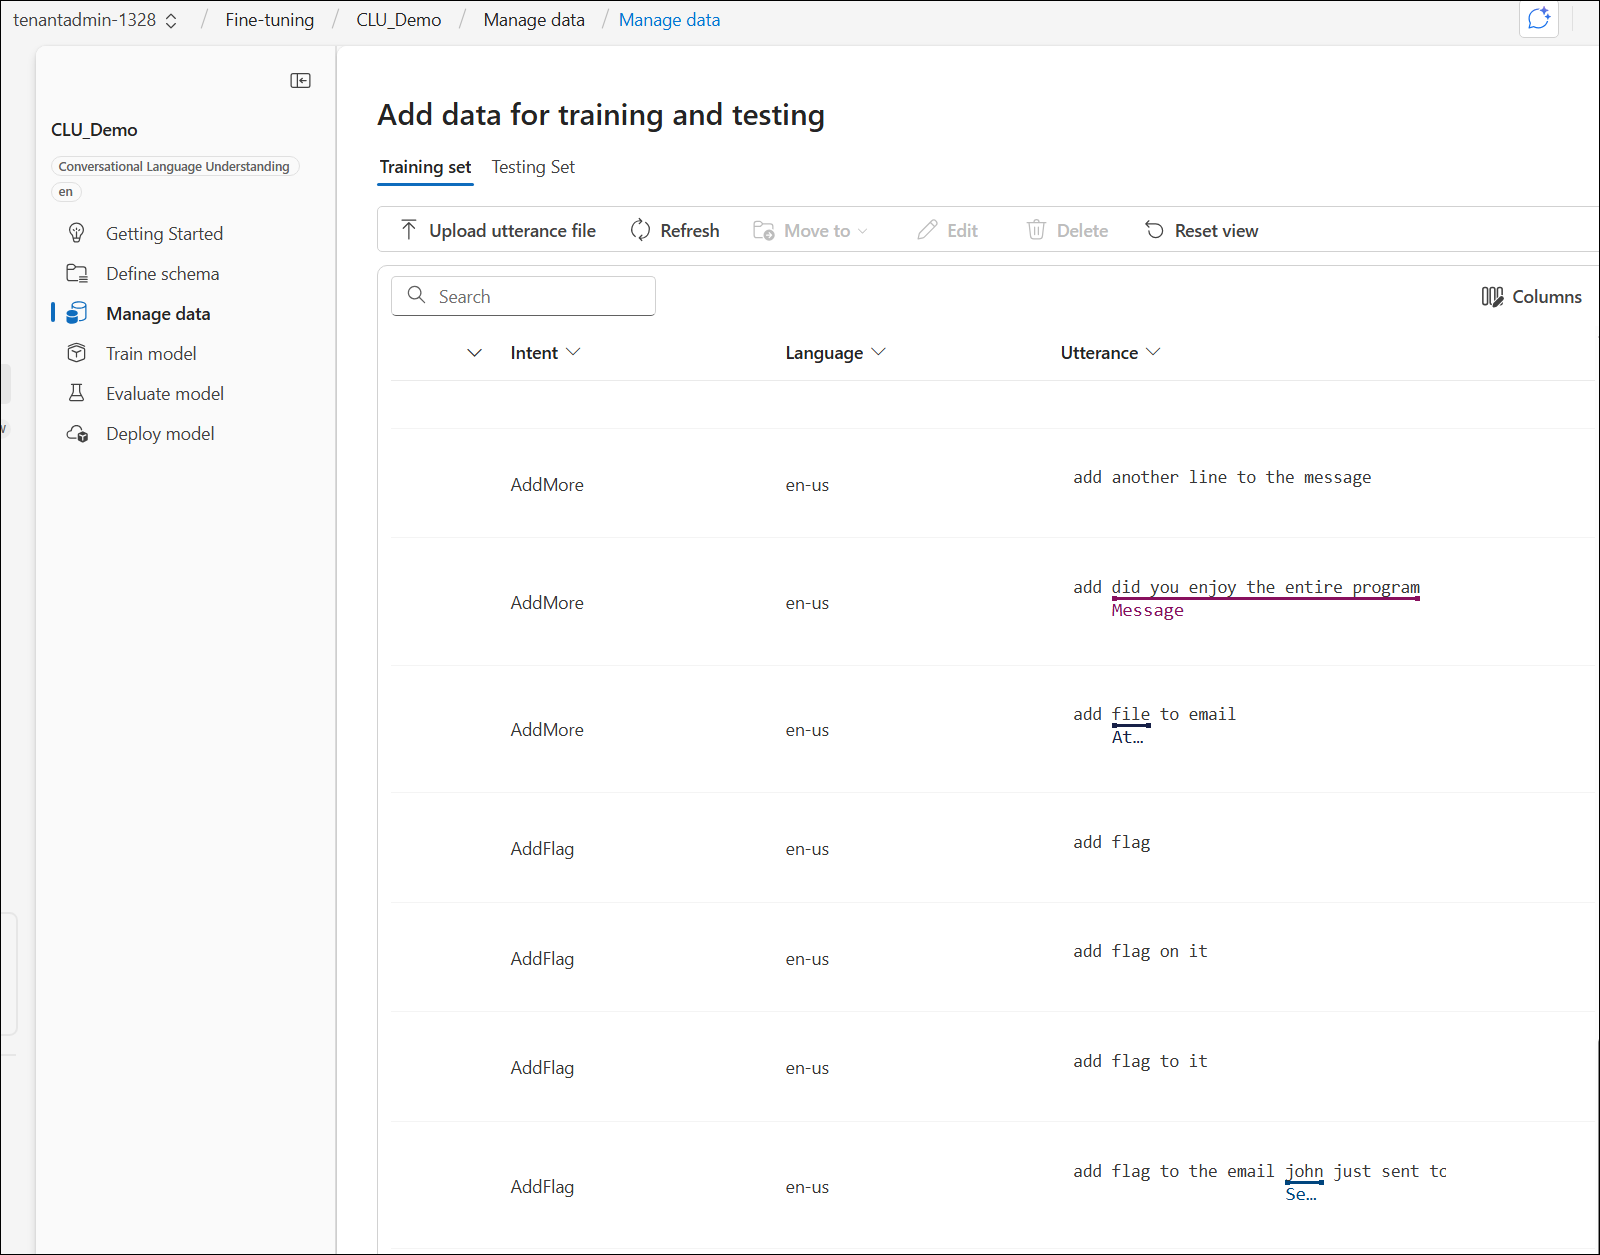 tenantadmin-1328 / Fine-tuning / CLU_Demo / Manage data / Manage data
CLU_Demo
Conversational Language Understanding
en
Getting Started
Define schema
Manage data
Train model
Evaluate model
Deploy model
Add data for training and testing
Training set Testing Set
Upload utterance file Refresh Move to Edit Delete Reset view
Search
Columns
Intent Language Utterance
AddMore en-us add another line to the message
AddMore en-us add did you enjoy the entire program
Message
AddMore en-us add file to email
At...
AddFlag en-us add flag
AddFlag en-us add flag on it
AddFlag en-us add flag to it
AddFlag en-us add flag to the email john just sent to
Se...